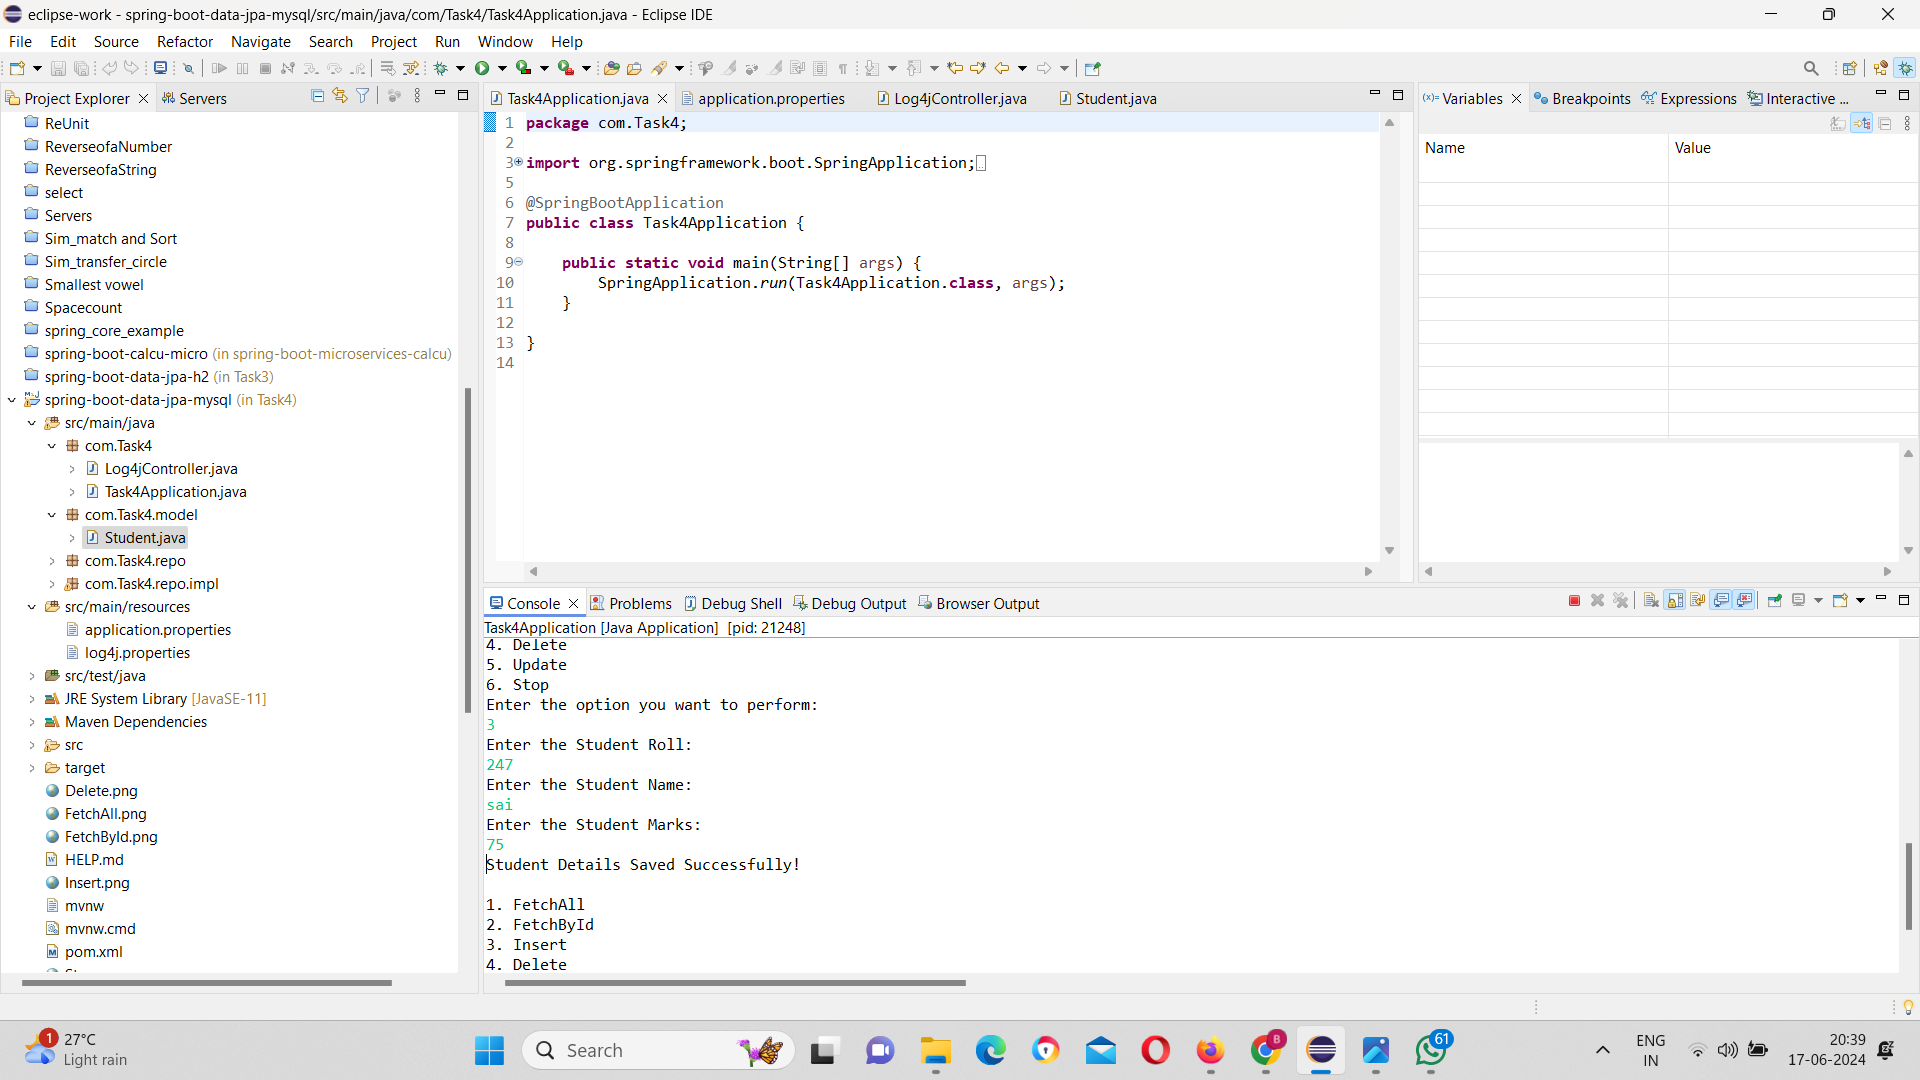 eclipse-work - spring-boot-data-jpa-mysql/src/main/java/com/Task4/Task4Application.java - Eclipse IDE
File Edit Source Refactor Navigate Search Project Run Window Help
Project Explorer Servers
ReUnit
ReverseofaNumber
ReverseofaString
select
Servers
Sim_match and Sort
Sim_transfer_circle
Smallest vowel
Spacecount
spring_core_example
spring-boot-calcu-micro (in spring-boot-microservices-calcu)
spring-boot-data-jpa-h2 (in Task3)
spring-boot-data-jpa-mysql (in Task4)
src/main/java
com.Task4
Log4jController.java
Task4Application.java
com.Task4.model
Student.java
com.Task4.repo
com.Task4.repo.impl
src/main/resources
application.properties
log4j.properties
src/test/java
JRE System Library [JavaSE-11]
Maven Dependencies
src
target
Delete.png
FetchAll.png
FetchById.png
HELP.md
Insert.png
mvnw
mvnw.cmd
pom.xml
Task4Application.java application.properties Log4jController.java Student.java
1 package com.Task4;
2
3 import org.springframework.boot.SpringApplication;
5
6 @SpringBootApplication
7 public class Task4Application {
8
9 public static void main(String[] args) {
10 SpringApplication.run(Task4Application.class, args);
11 }
12
13 }
14
(x)= Variables Breakpoints Expressions Interactive ...
Name Value
Console Problems Debug Shell Debug Output Browser Output
Task4Application [Java Application] [pid: 21248]
4. Delete
5. Update
6. Stop
Enter the option you want to perform:
3
Enter the Student Roll:
247
Enter the Student Name:
sai
Enter the Student Marks:
75
Student Details Saved Successfully!
1. FetchAll
2. FetchById
3. Insert
4. Delete
1
27°C
Light rain
Search
B
61
ENG
IN
20:39
17-06-2024